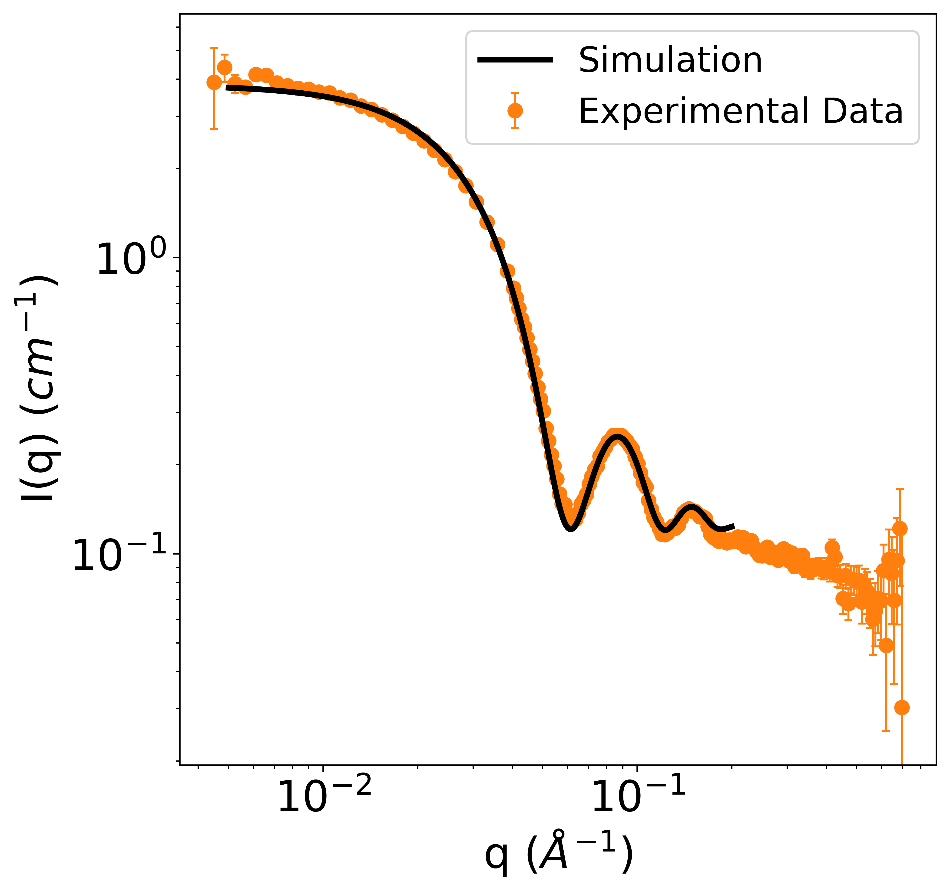 Simulation
Experimental Data
10⁰
10⁻¹
I(q) (cm⁻¹)
10⁻² 10⁻¹
q (Å⁻¹)